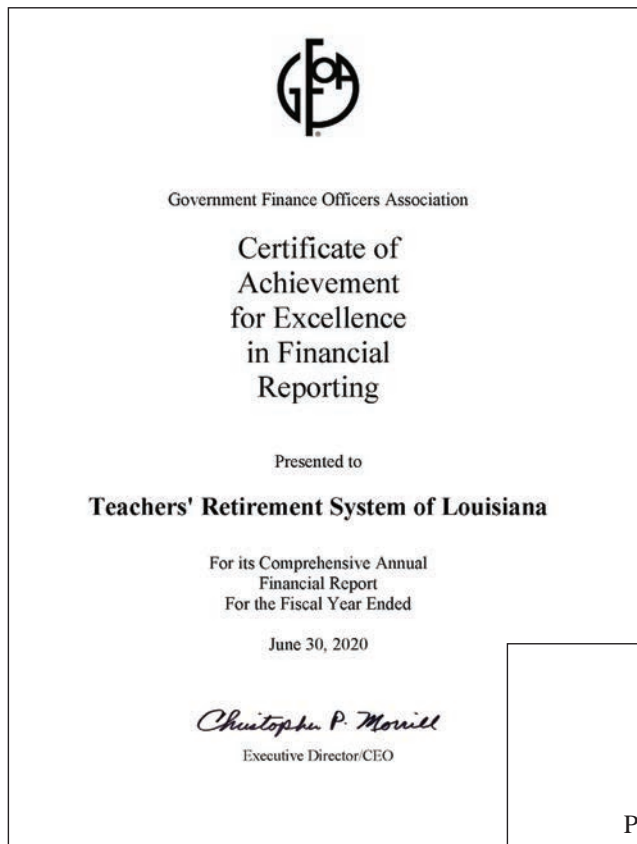 GFOA
Government Finance Officers Association
Certificate of
Achievement
for Excellence
in Financial
Reporting
Presented to
Teachers' Retirement System of Louisiana
For its Comprehensive Annual
Financial Report
For the Fiscal Year Ended
June 30, 2020
Christopher P. Morrill
Executive Director/CEO
P